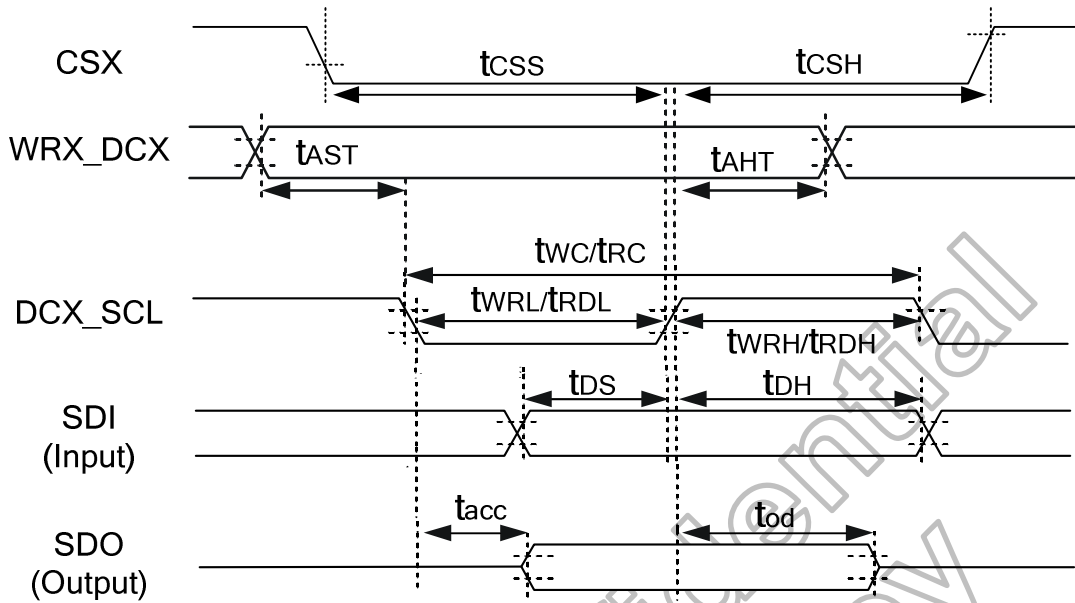 CSX
tCSS
tCSH
WRX_DCX
tAST
tAHT
tWC/tRC
DCX_SCL
tWRL/tRDL
tWRH/tRDH
tDS
tDH
SDI
(Input)
tacc
tod
SDO
(Output)